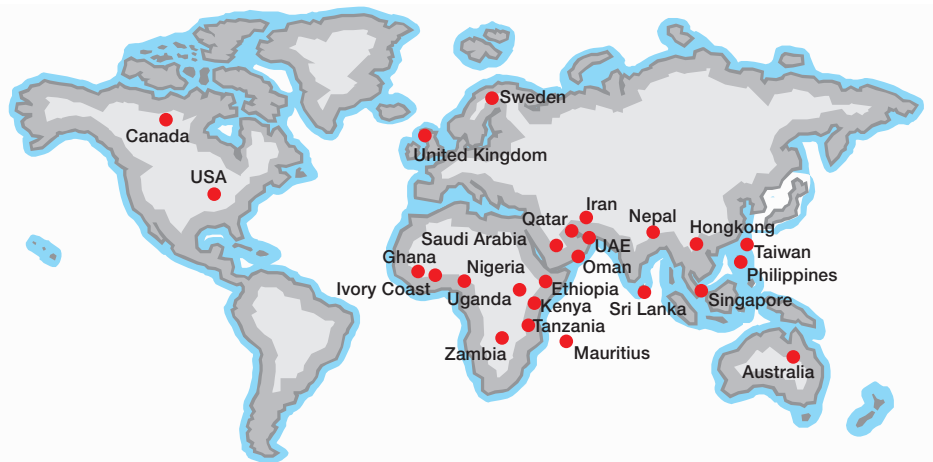 Sweden
Canada
United Kingdom
USA
Iran
Qatar
Nepal
Hongkong
Saudi Arabia
UAE
Taiwan
Ghana
Nigeria
Oman
Philippines
Ivory Coast
Uganda
Ethiopia
Kenya
Sri Lanka
Singapore
Tanzania
Zambia
Mauritius
Australia